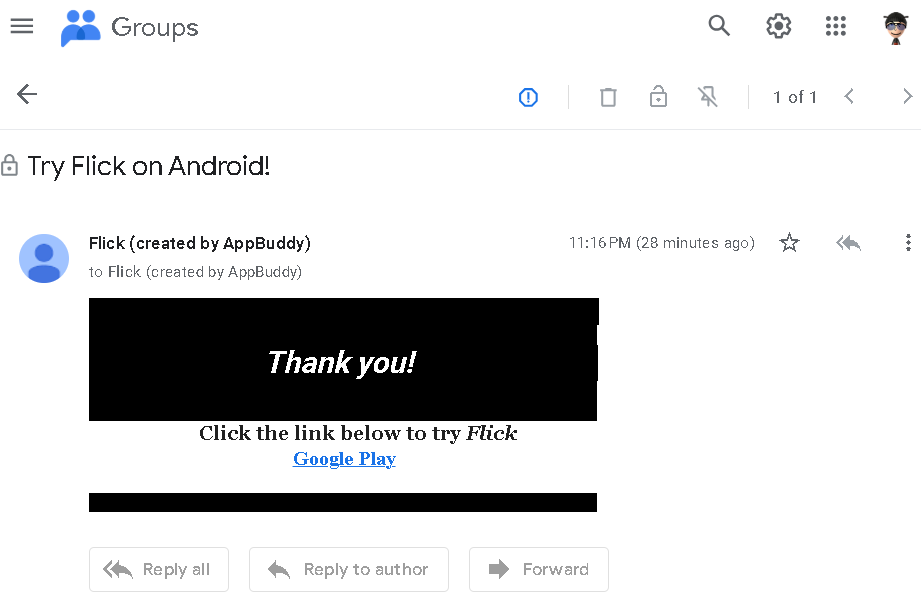 Groups
1 of 1
Try Flick on Android!
Flick (created by AppBuddy)
11:16 PM (28 minutes ago)
to Flick (created by AppBuddy)
Thank you!
Click the link below to try Flick
Google Play
Reply all
Reply to author
Forward